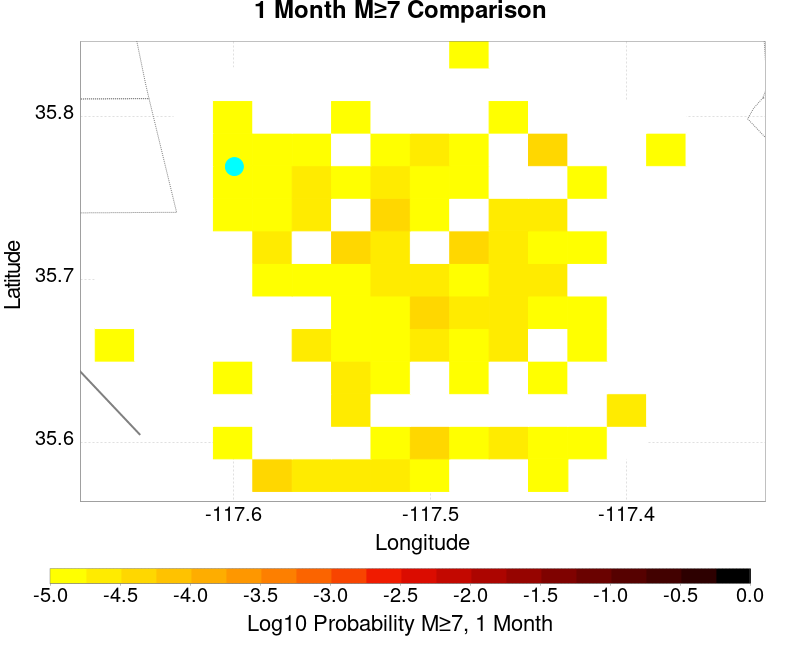 1 Month M≥7 Comparison
35.8
35.7
35.6
Latitude
-117.6 -117.5 -117.4
Longitude
-5.0 -4.5 -4.0 -3.5 -3.0 -2.5 -2.0 -1.5 -1.0 -0.5 0.0
Log10 Probability M≥7, 1 Month